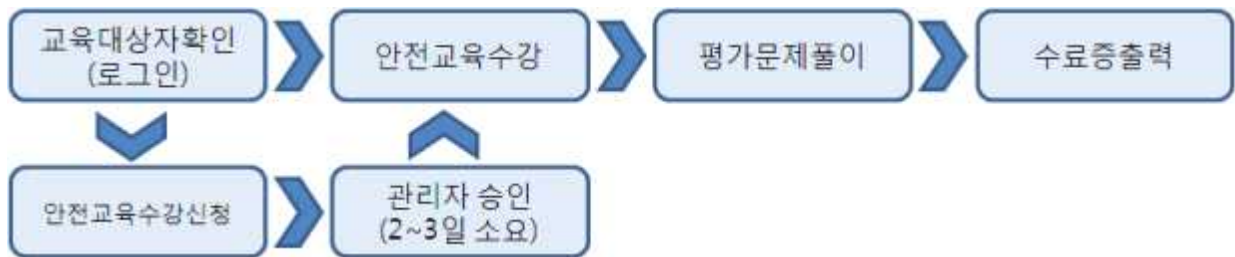 교육대상자확인
(로그인)
안전교육수강
평가문제풀이
수료증출력
안전교육수강신청
관리자 승인
(2~3일 소요)